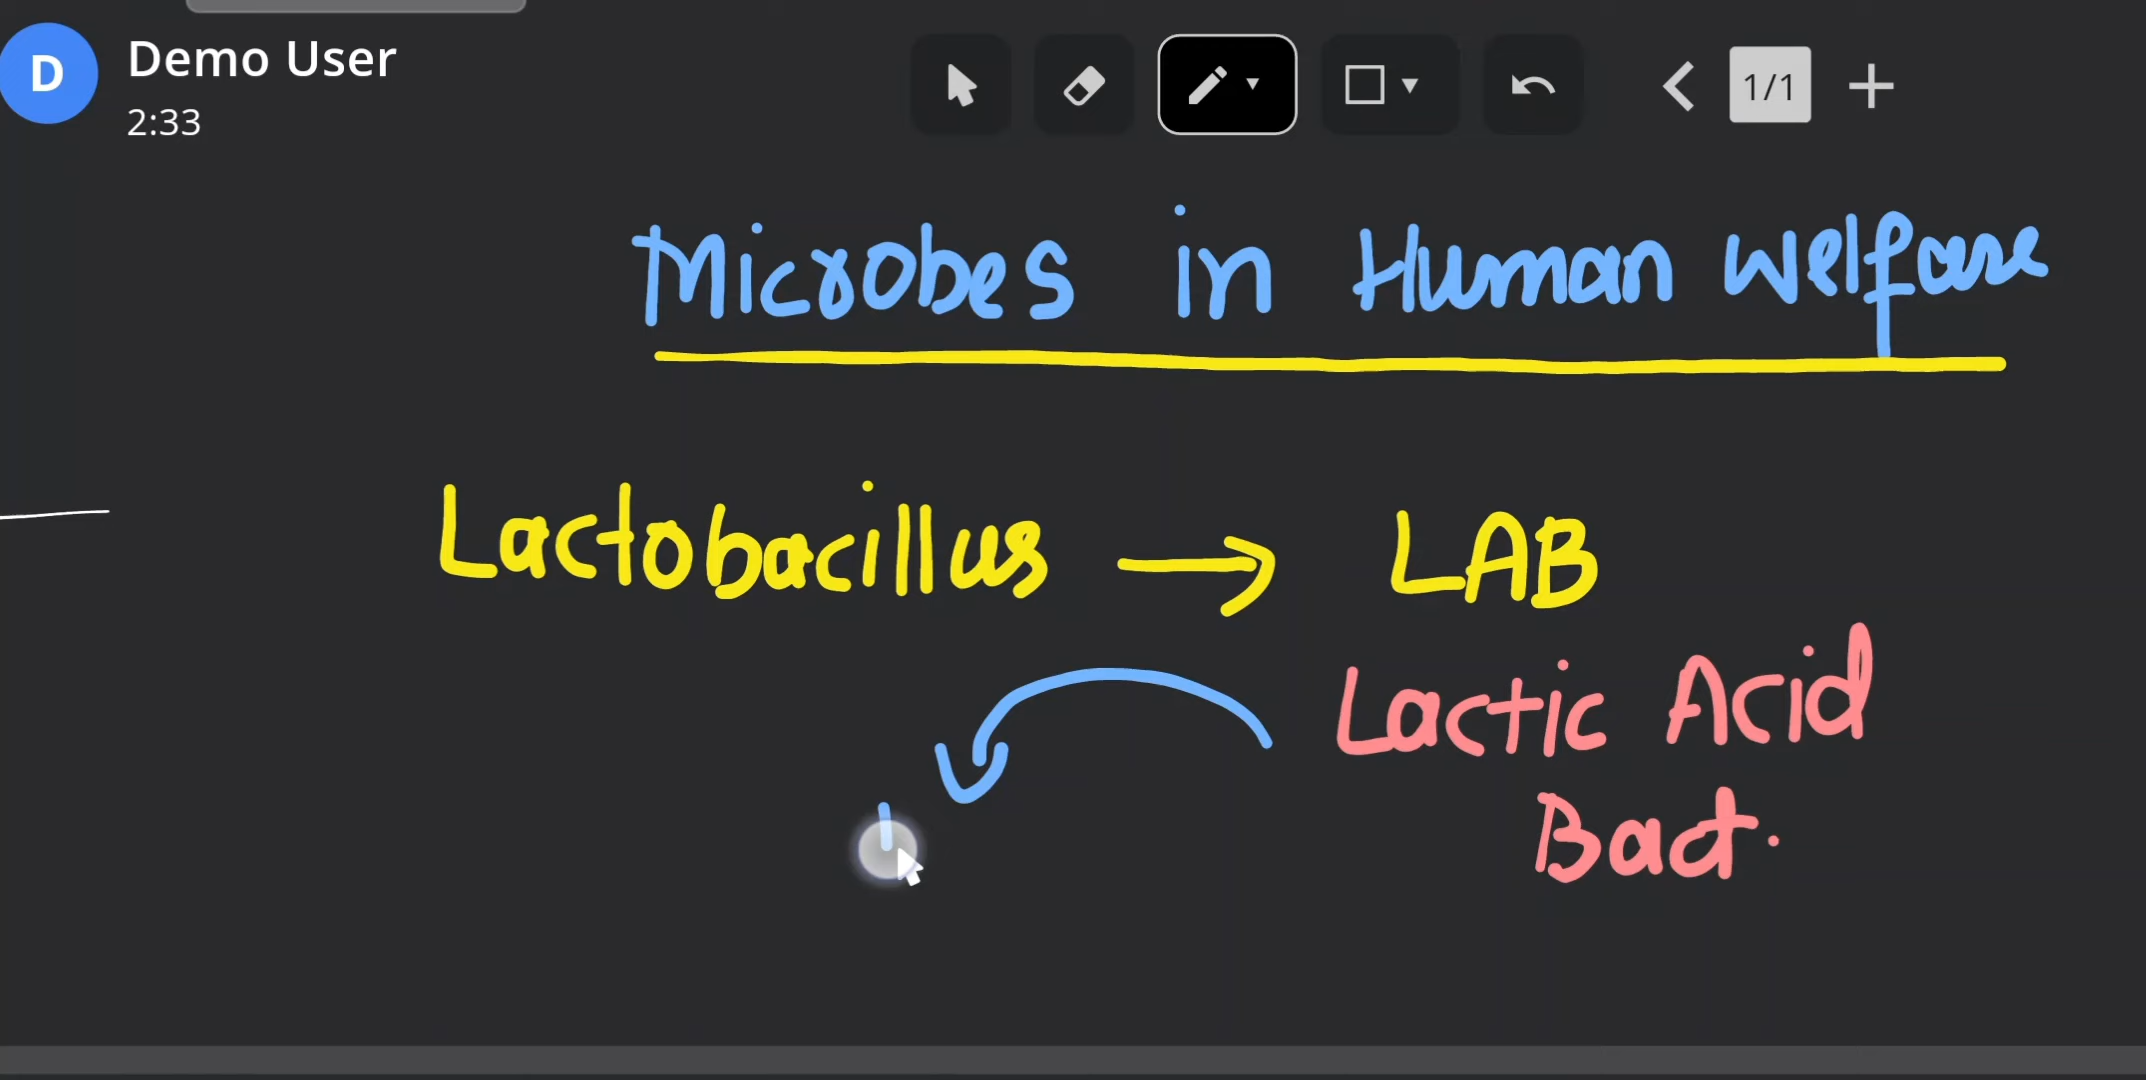 D Demo User
2:33
1/1
Microbes in Human Welfare
Lactobacillus → LAB
Lactic Acid
Bact.